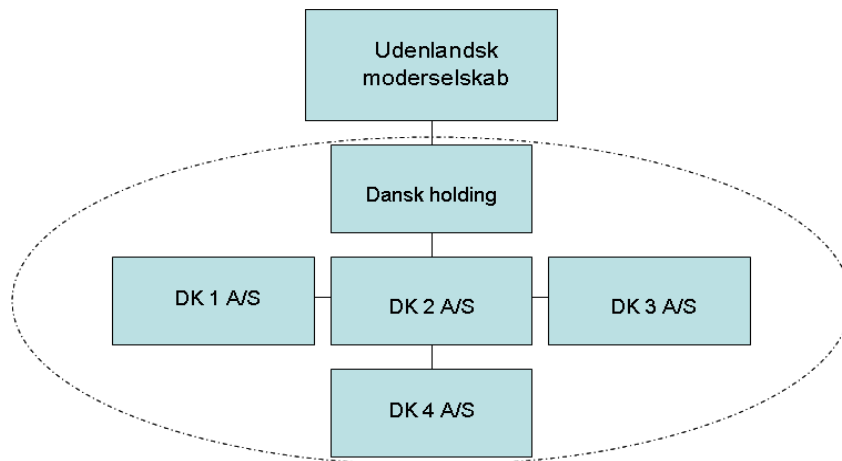 Udenlandsk
moderselskab
Dansk holding
DK 1 A/S
DK 2 A/S
DK 3 A/S
DK 4 A/S